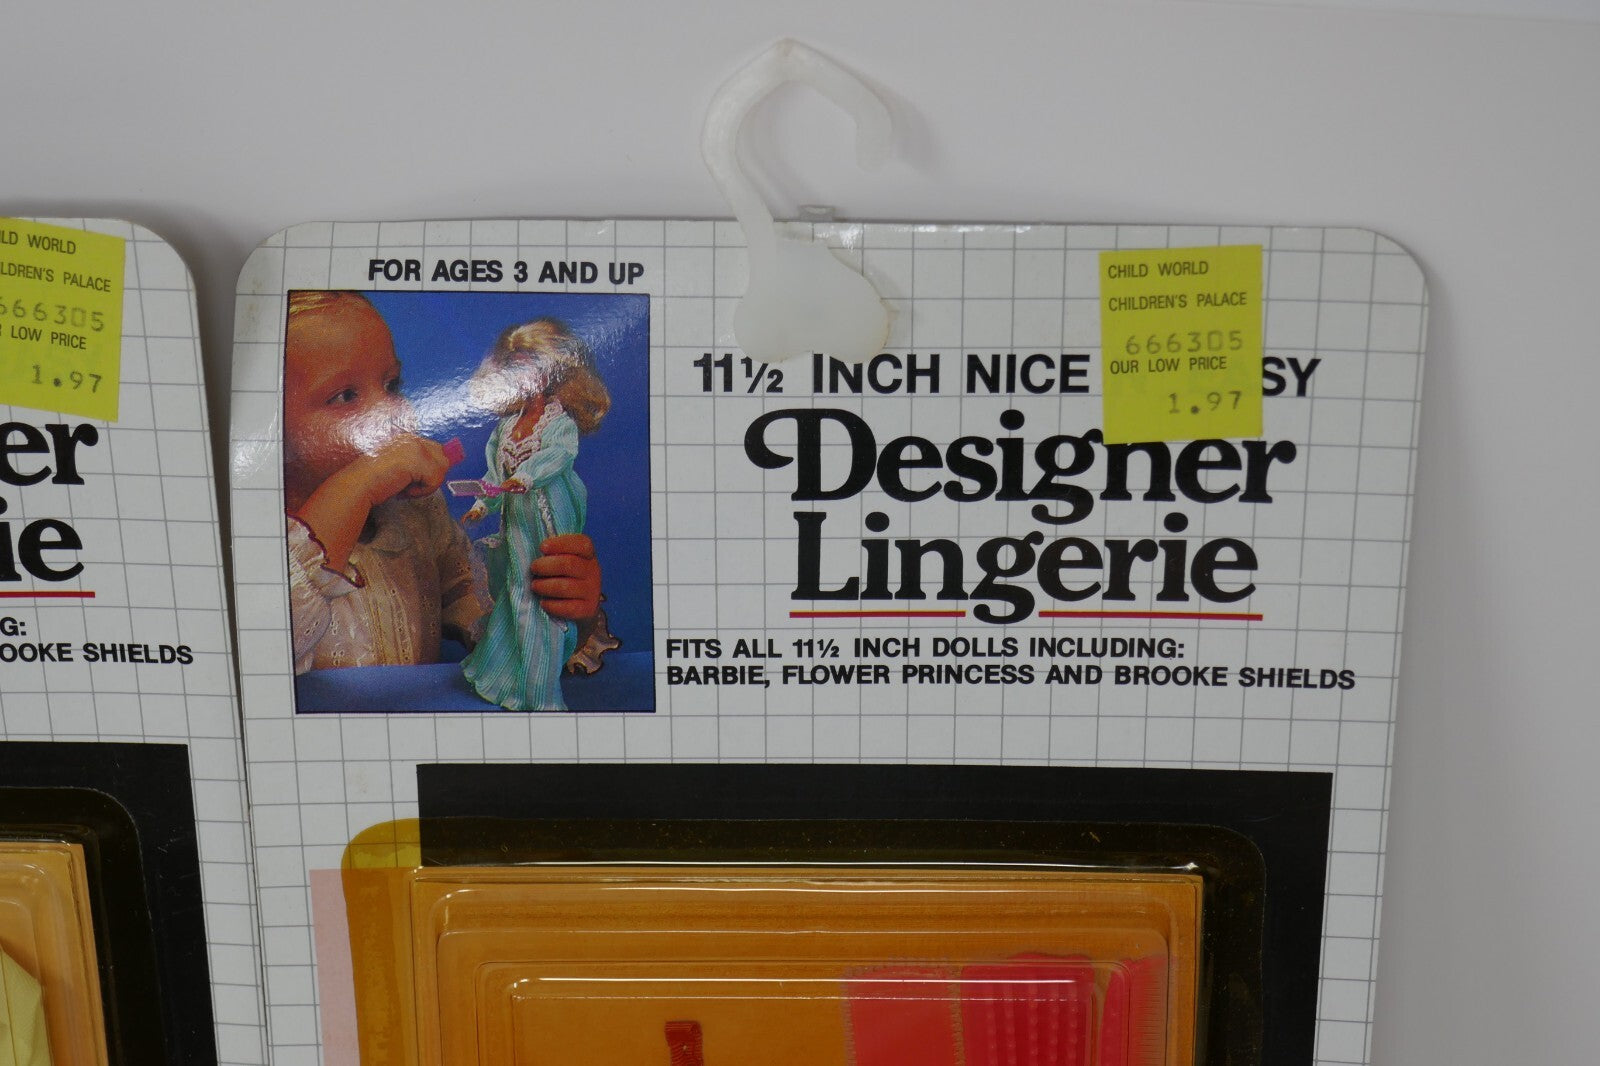 ILD WORLD
LDREN'S PALACE
666305
LOW PRICE
1.97
er
ie
G:
OOKE SHIELDS
FOR AGES 3 AND UP
CHILD WORLD
CHILDREN'S PALACE
666305
OUR LOW PRICE
1.97
11½ INCH NICE SY
Designer
Lingerie
FITS ALL 11½ INCH DOLLS INCLUDING:
BARBIE, FLOWER PRINCESS AND BROOKE SHIELDS